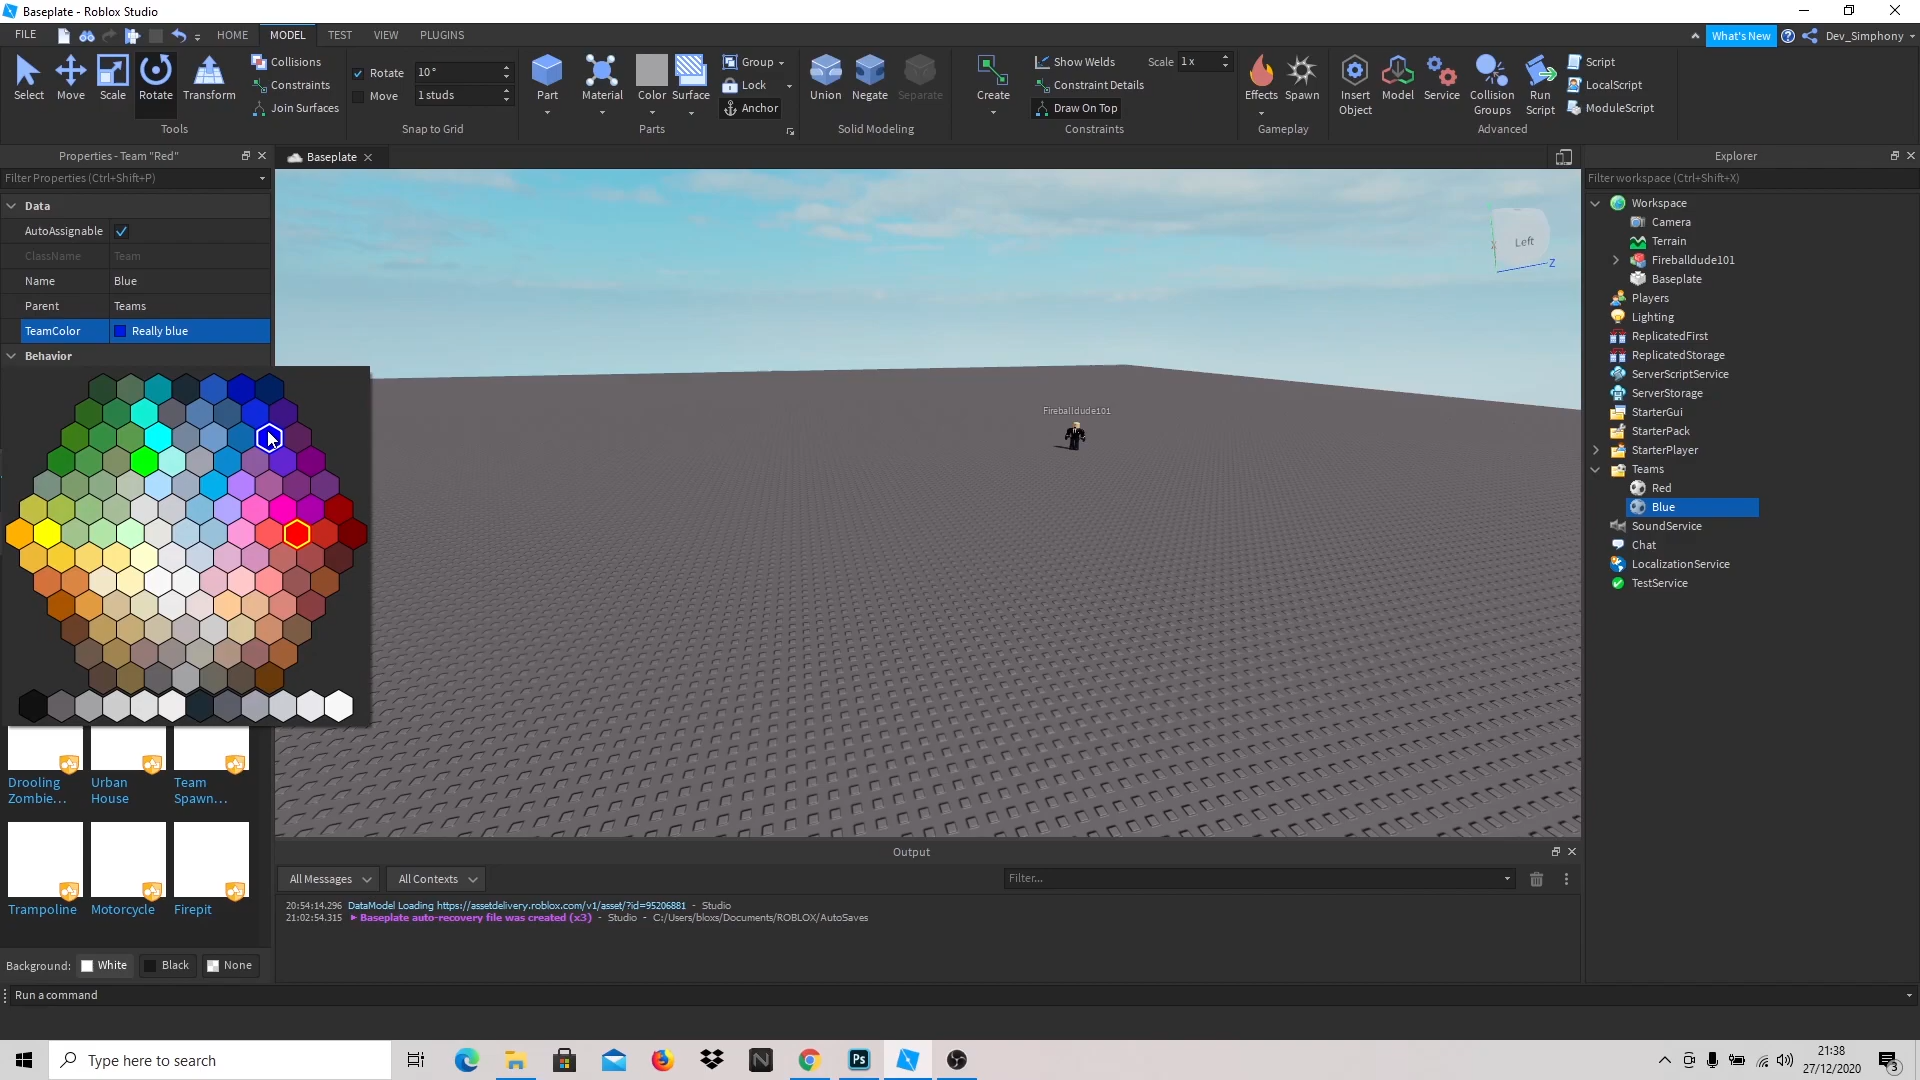 Baseplate - Roblox Studio
FILE HOME MODEL TEST VIEW PLUGINS What's New Dev_Simphony
Select Move Scale Rotate Transform
Collisions
Constraints
Join Surfaces
Tools
Rotate 10°
Move 1 studs
Snap to Grid
Part Material Color Surface
Group
Lock
Anchor
Parts
Union Negate Separate
Solid Modeling
Create
Show Welds Scale 1 x
Constraint Details
Draw On Top
Constraints
Effects Spawn
Gameplay
Insert Object Model Service Collision Groups Run Script
Script
LocalScript
ModuleScript
Advanced
Properties - Team "Red"
Filter Properties (Ctrl+Shift+P)
Data
AutoAssignable
ClassName Team
Name Blue
Parent Teams
TeamColor Really blue
Behavior
Drooling Zombie...
Urban House
Team Spawn...
Trampoline Motorcycle Firepit
Background: White Black None
Baseplate
Left
X
Z
Fireballdude101
Output
All Messages All Contexts Filter...
20:54:14.296 DataModel Loading https://assetdelivery.roblox.com/v1/asset/?id=95206881 - Studio
21:02:54.315 Baseplate auto-recovery file was created (x3) - Studio - C:/Users/bloxs/Documents/ROBLOX/AutoSaves
Explorer
Filter workspace (Ctrl+Shift+X)
Workspace
Camera
Terrain
Fireballdude101
Baseplate
Players
Lighting
ReplicatedFirst
ReplicatedStorage
ServerScriptService
ServerStorage
StarterGui
StarterPack
StarterPlayer
Teams
Red
Blue
SoundService
Chat
LocalizationService
TestService
Run a command
Type here to search
Ps
N
21:38
27/12/2020
3